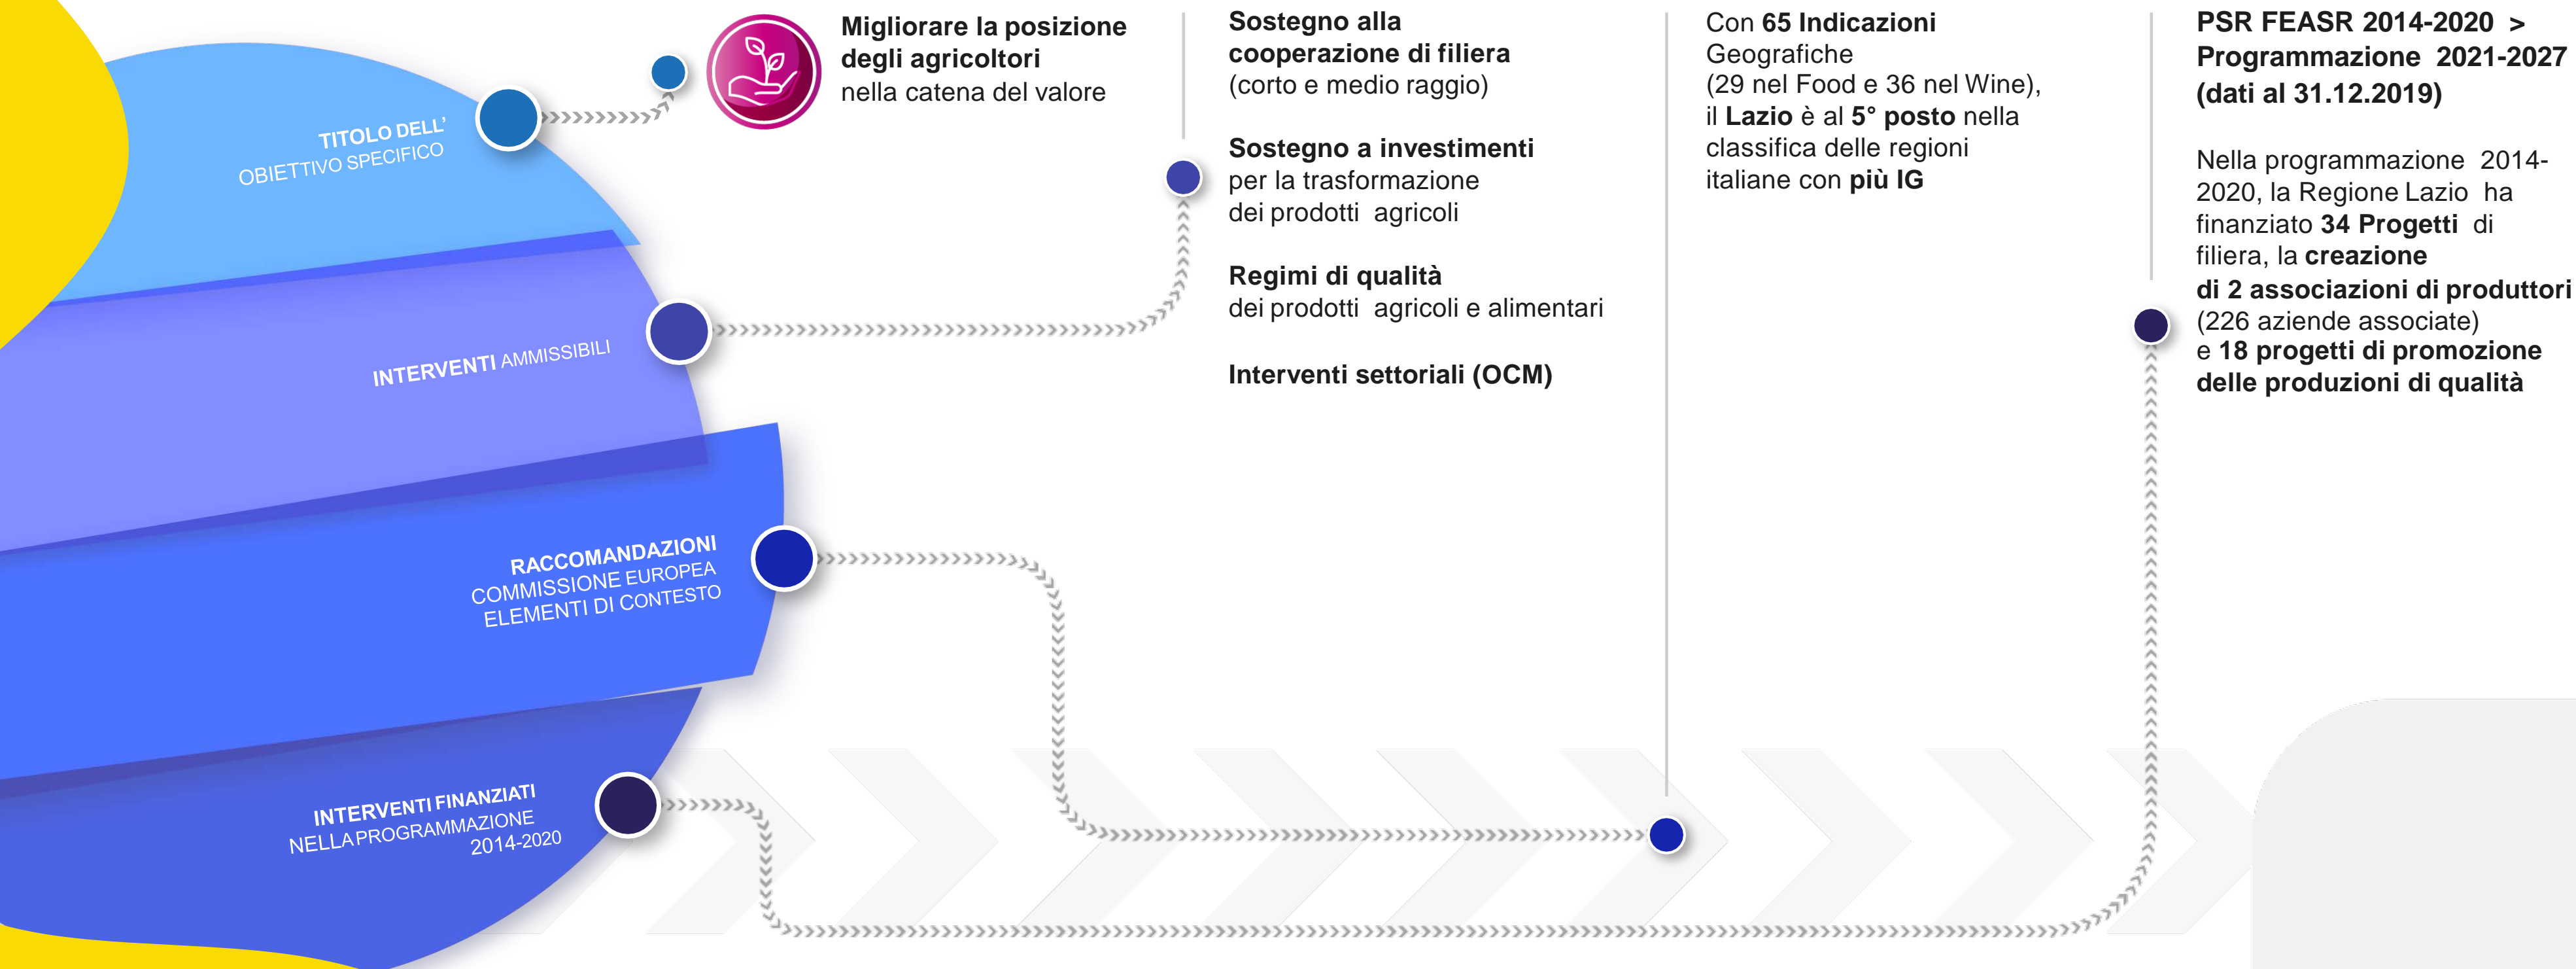 TITOLO DELL'
OBIETTIVO SPECIFICO
INTERVENTI AMMISSIBILI
RACCOMANDAZIONI
COMMISSIONE EUROPEA
ELEMENTI DI CONTESTO
INTERVENTI FINANZIATI
NELLA PROGRAMMAZIONE
2014-2020
Migliorare la posizione
degli agricoltori
nella catena del valore
Sostegno alla
cooperazione di filiera
(corto e medio raggio)
Sostegno a investimenti
per la trasformazione
dei prodotti agricoli
Regimi di qualità
dei prodotti agricoli e alimentari
Interventi settoriali (OCM)
Con 65 Indicazioni
Geografiche
(29 nel Food e 36 nel Wine),
il Lazio è al 5° posto nella
classifica delle regioni
italiane con più IG
PSR FEASR 2014-2020 >
Programmazione 2021-2027
(dati al 31.12.2019)
Nella programmazione 2014-
2020, la Regione Lazio ha
finanziato 34 Progetti di
filiera, la creazione
di 2 associazioni di produttori
(226 aziende associate)
e 18 progetti di promozione
delle produzioni di qualità